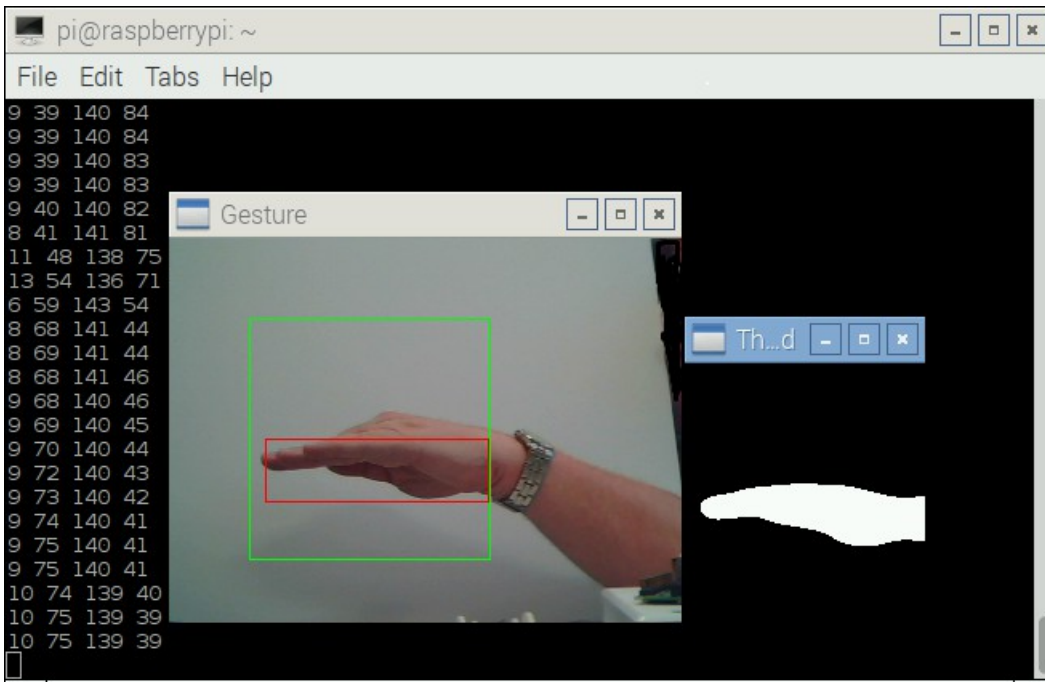 pi@raspberrypi: ~
File Edit Tabs Help
9 39 140 84
9 39 140 84
9 39 140 83
9 39 140 83
9 40 140 82
8 41 141 81
11 48 138 75
13 54 136 71
6 59 143 54
8 68 141 44
8 69 141 44
8 68 141 46
9 68 140 46
9 69 140 45
9 70 140 44
9 72 140 43
9 73 140 42
9 74 140 41
9 75 140 41
9 75 140 41
10 74 139 40
10 75 139 39
10 75 139 39
Gesture
Th...d